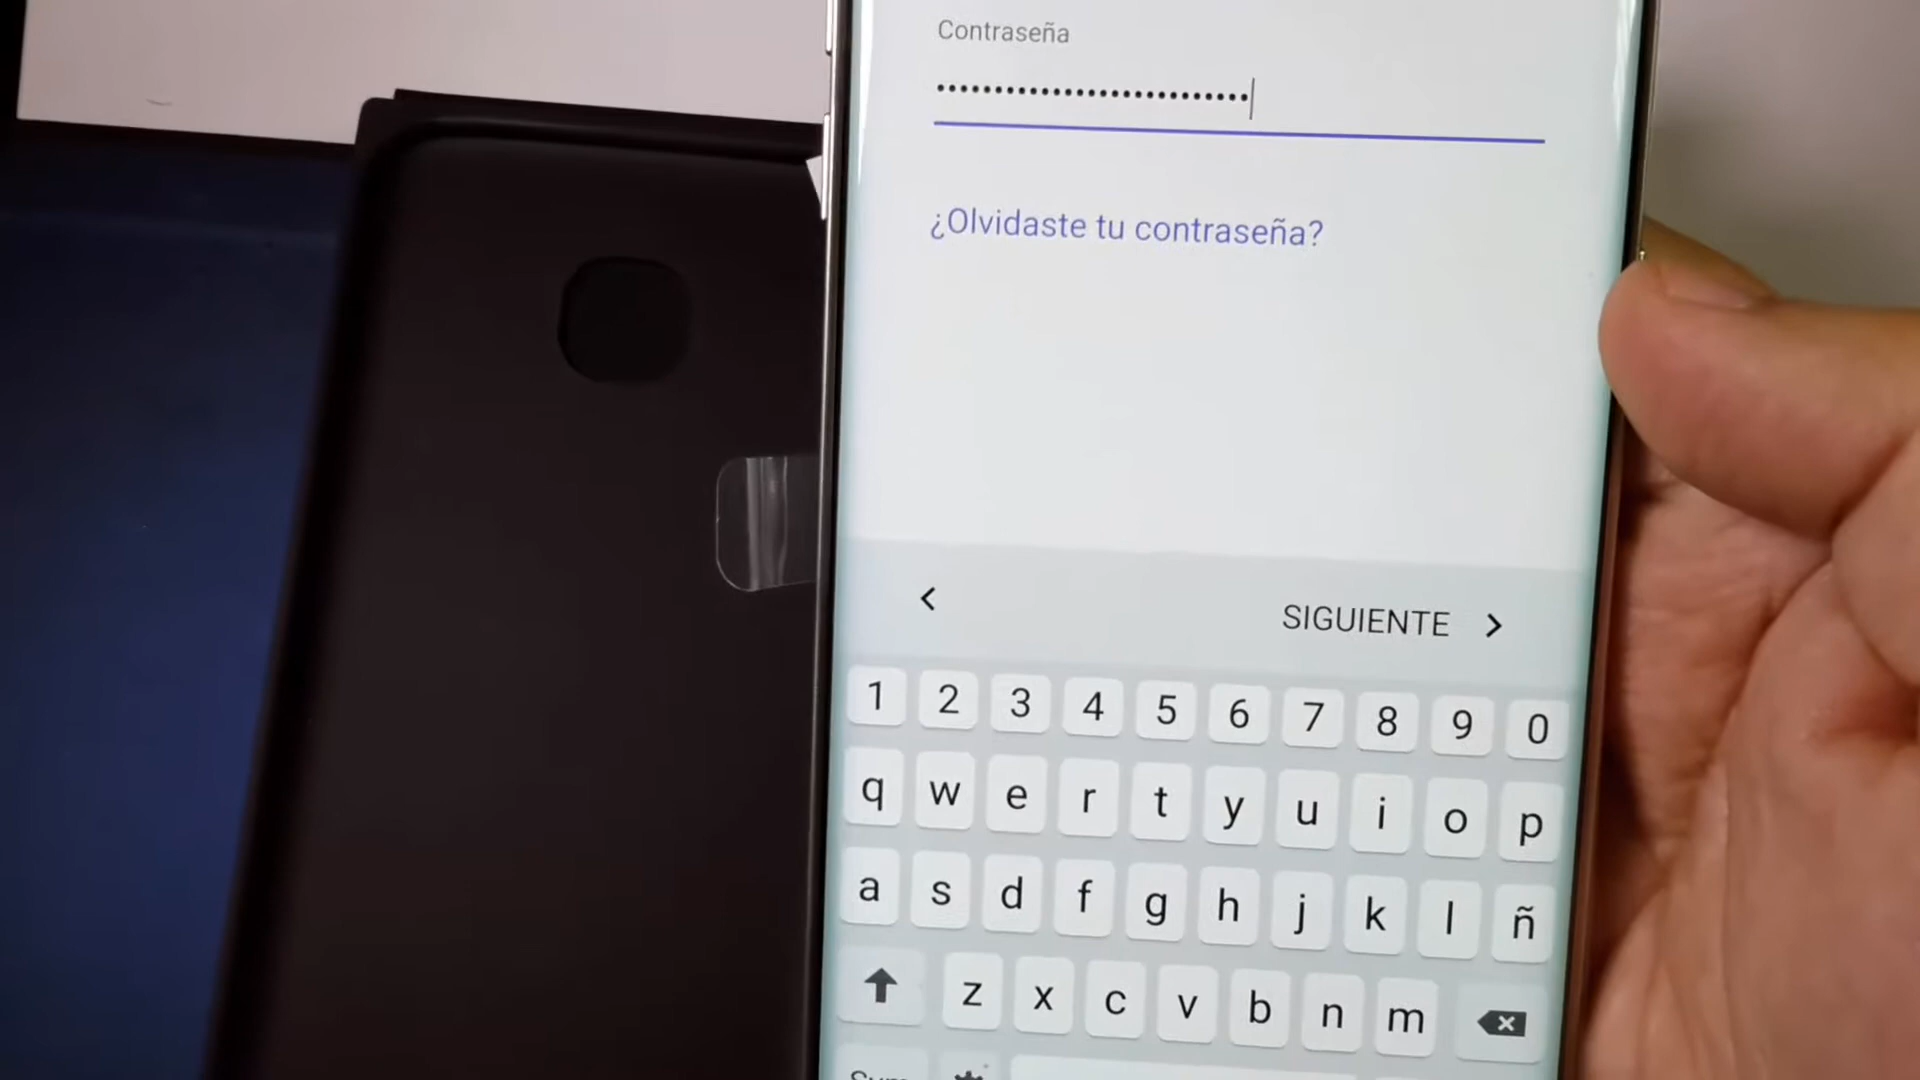 Contraseña
•••••••••••••••••••••••••••
¿Olvidaste tu contraseña?
< SIGUIENTE >
1 2 3 4 5 6 7 8 9 0
q w e r t y u i o p
a s d f g h j k l ñ
z x c v b n m